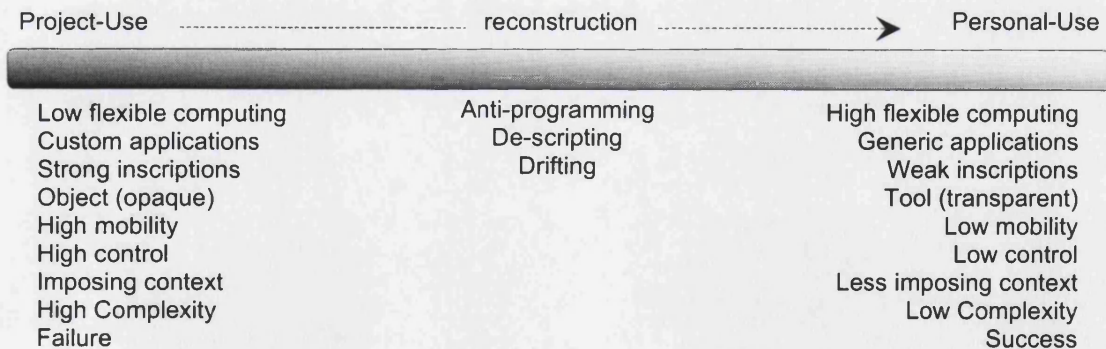 Project-Use reconstruction Personal-Use
Low flexible computing Anti-programming High flexible computing
Custom applications De-scripting Generic applications
Strong inscriptions Drifting Weak inscriptions
Object (opaque) Tool (transparent)
High mobility Low mobility
High control Low control
Imposing context Less imposing context
High Complexity Low Complexity
Failure Success